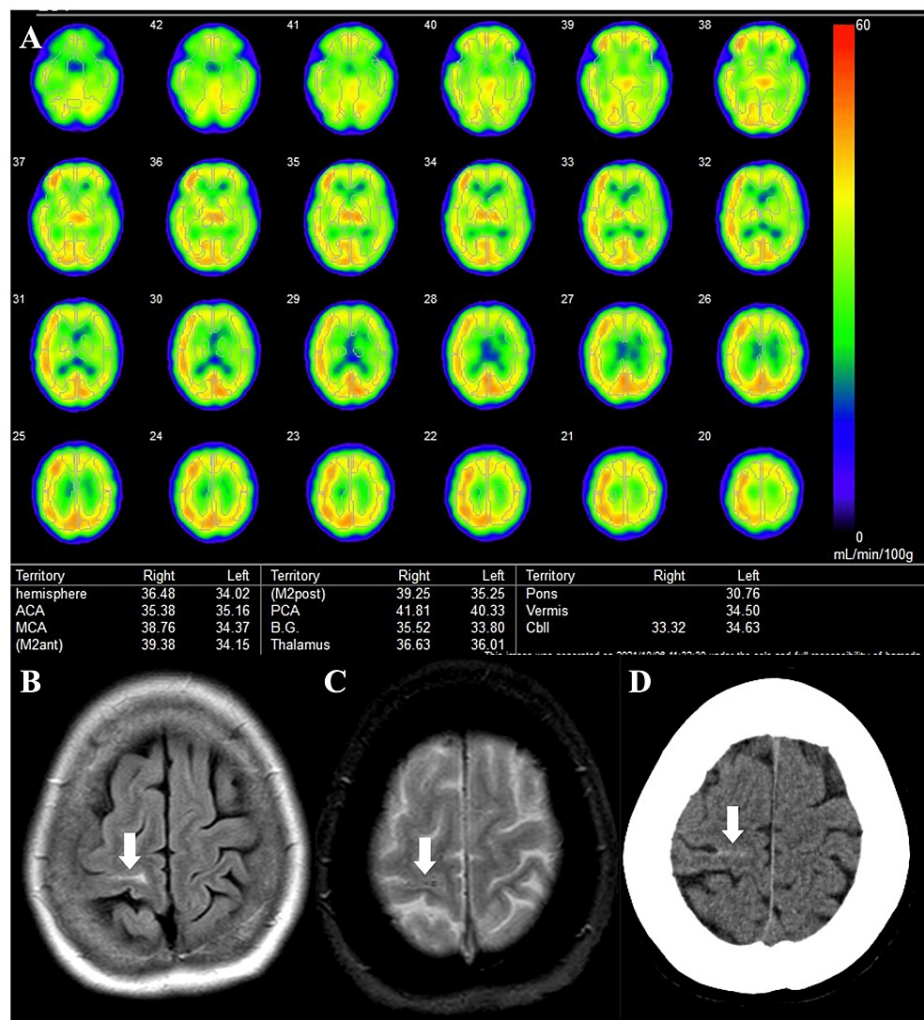 A
42 41 40 39 38
60
37 36 35 34 33 32
31 30 29 28 27 26
25 24 23 22 21 20
0
mL/min/100g
Territory Right Left Territory Right Left Territory Right Left
hemisphere 36.48 34.02 (M2post) 39.25 35.25 Pons 30.76
ACA 35.38 35.16 PCA 41.81 40.33 Vermis 34.50
MCA 38.76 34.37 B.G. 35.52 33.80 Cbll 33.32 34.63
(M2ant) 39.38 34.15 Thalamus 36.63 36.01
B C D